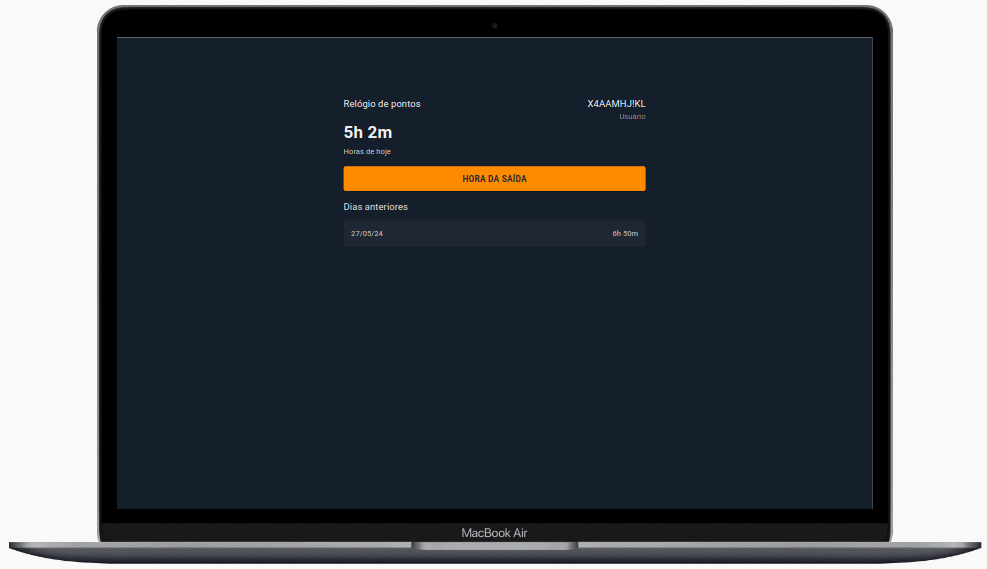 Relógio de pontos
X4AAMHJ!KL
Usuário
5h 2m
Horas de hoje
HORA DA SAÍDA
Dias anteriores
27/05/24 6h 50m
MacBook Air